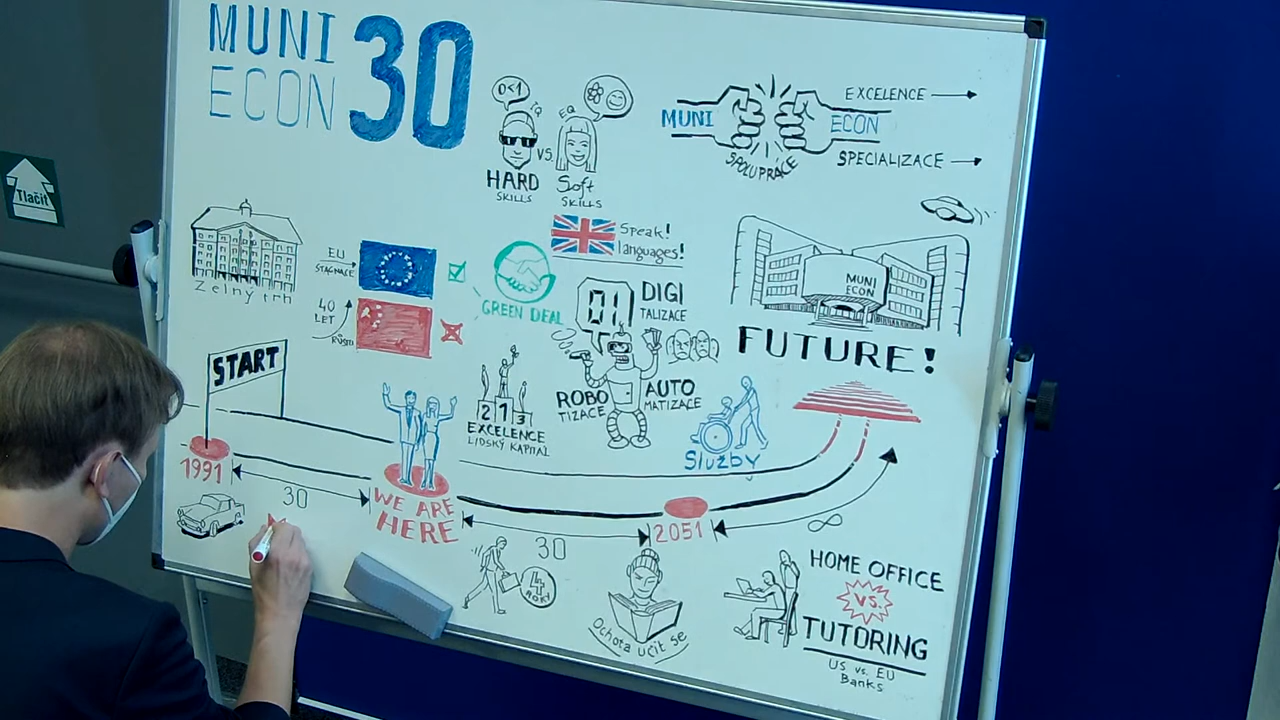 MUNI
ECON
30
0<1
IQ
EQ
VS.
HARD
SKILLS
Soft
SKILLS
MUNI
ECON
SPOLUPRÁCE
EXCELENCE
SPECIALIZACE
Tlačit
Zelný trh
EU
STAGNACE
40
LET
RŮSTU
GREEN DEAL
Speak!
languages!
01
DIGI
TALIZACE
ROBO
TIZACE
AUTO
MATIZACE
MUNI
ECON
FUTURE!
START
2 1 3
EXCELENCE
LIDSKÝ KAPITÁL
Služby
1991
30
WE ARE
HERE
30
2051
∞
4
ROKY
Ochota učit se
HOME OFFICE
VS.
TUTORING
US vs. EU
Banks